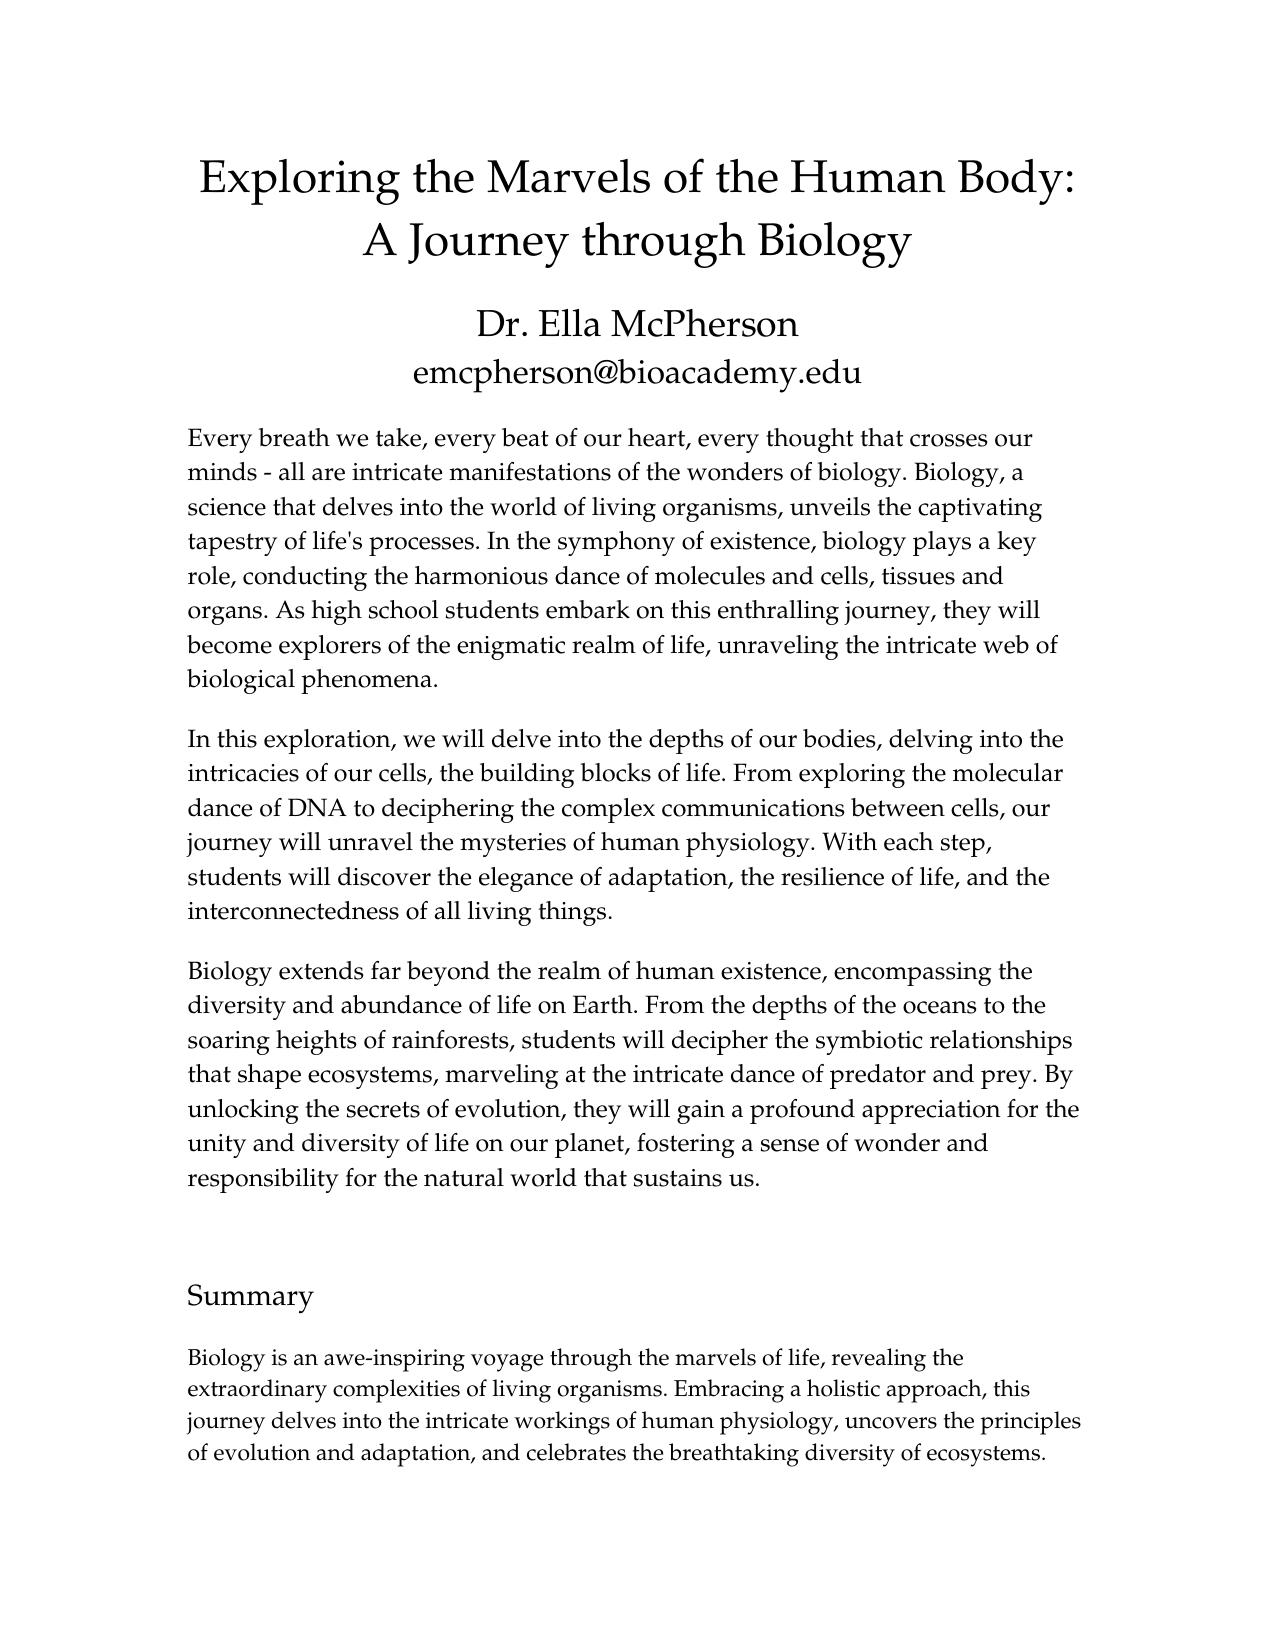 Exploring the Marvels of the Human Body:
A Journey through Biology
Dr. Ella McPherson
emcpherson@bioacademy.edu
Every breath we take, every beat of our heart, every thought that crosses our
minds - all are intricate manifestations of the wonders of biology. Biology, a
science that delves into the world of living organisms, unveils the captivating
tapestry of life's processes. In the symphony of existence, biology plays a key
role, conducting the harmonious dance of molecules and cells, tissues and
organs. As high school students embark on this enthralling journey, they will
become explorers of the enigmatic realm of life, unraveling the intricate web of
biological phenomena.
In this exploration, we will delve into the depths of our bodies, delving into the
intricacies of our cells, the building blocks of life. From exploring the molecular
dance of DNA to deciphering the complex communications between cells, our
journey will unravel the mysteries of human physiology. With each step,
students will discover the elegance of adaptation, the resilience of life, and the
interconnectedness of all living things.
Biology extends far beyond the realm of human existence, encompassing the
diversity and abundance of life on Earth. From the depths of the oceans to the
soaring heights of rainforests, students will decipher the symbiotic relationships
that shape ecosystems, marveling at the intricate dance of predator and prey. By
unlocking the secrets of evolution, they will gain a profound appreciation for the
unity and diversity of life on our planet, fostering a sense of wonder and
responsibility for the natural world that sustains us.
Summary
Biology is an awe-inspiring voyage through the marvels of life, revealing the
extraordinary complexities of living organisms. Embracing a holistic approach, this
journey delves into the intricate workings of human physiology, uncovers the principles
of evolution and adaptation, and celebrates the breathtaking diversity of ecosystems.